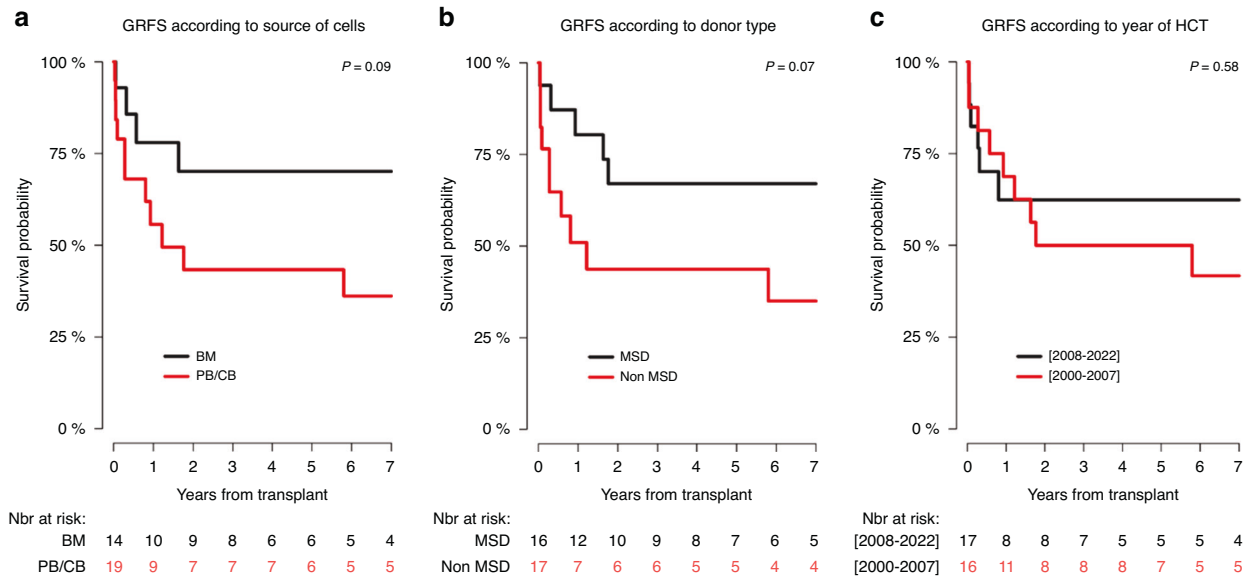 a
GRFS according to source of cells
P = 0.09
100 %
75 %
50 %
25 %
0 %
Survival probability
BM
PB/CB
0 1 2 3 4 5 6 7
Years from transplant
Nbr at risk:
BM 14 10 9 8 6 6 5 4
PB/CB 19 9 7 7 7 6 5 5
b
GRFS according to donor type
P = 0.07
100 %
75 %
50 %
25 %
0 %
Survival probability
MSD
Non MSD
0 1 2 3 4 5 6 7
Years from transplant
Nbr at risk:
MSD 16 12 10 9 8 7 6 5
Non MSD 17 7 6 6 5 5 4 4
c
GRFS according to year of HCT
P = 0.58
100 %
75 %
50 %
25 %
0 %
Survival probability
[2008-2022]
[2000-2007]
0 1 2 3 4 5 6 7
Years from transplant
Nbr at risk:
[2008-2022] 17 8 8 7 5 5 5 4
[2000-2007] 16 11 8 8 8 7 5 5